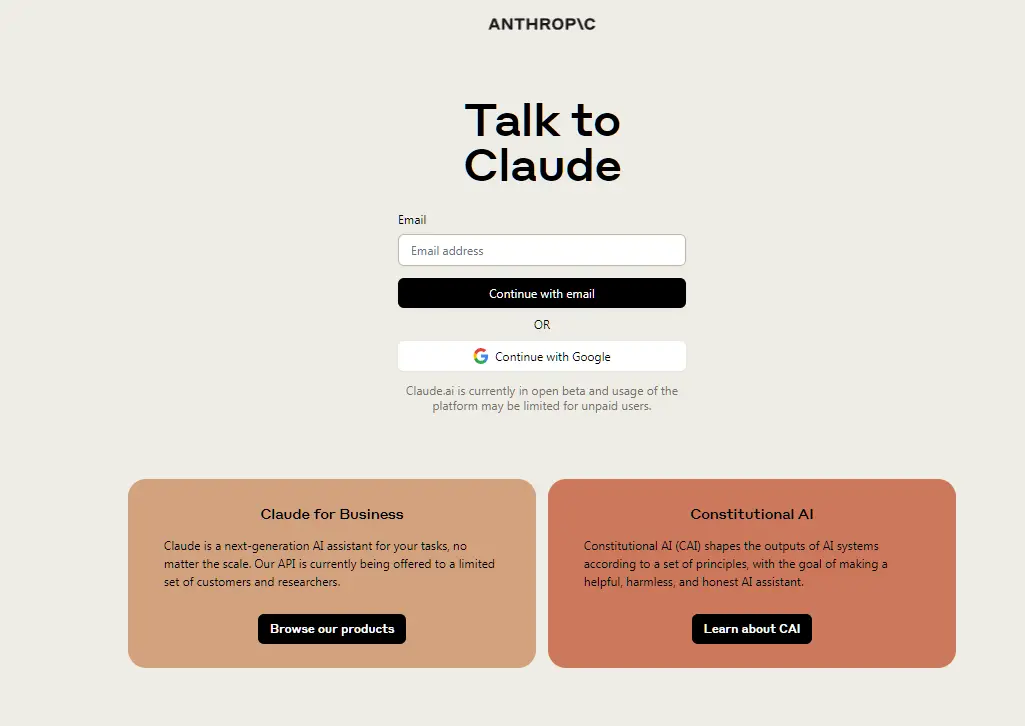 ANTHROP\C
Talk to
Claude
Email
Email address
Continue with email
OR
Continue with Google
Claude.ai is currently in open beta and usage of the
platform may be limited for unpaid users.
Claude for Business
Claude is a next-generation AI assistant for your tasks, no
matter the scale. Our API is currently being offered to a limited
set of customers and researchers.
Browse our products
Constitutional AI
Constitutional AI (CAI) shapes the outputs of AI systems
according to a set of principles, with the goal of making a
helpful, harmless, and honest AI assistant.
Learn about CAI